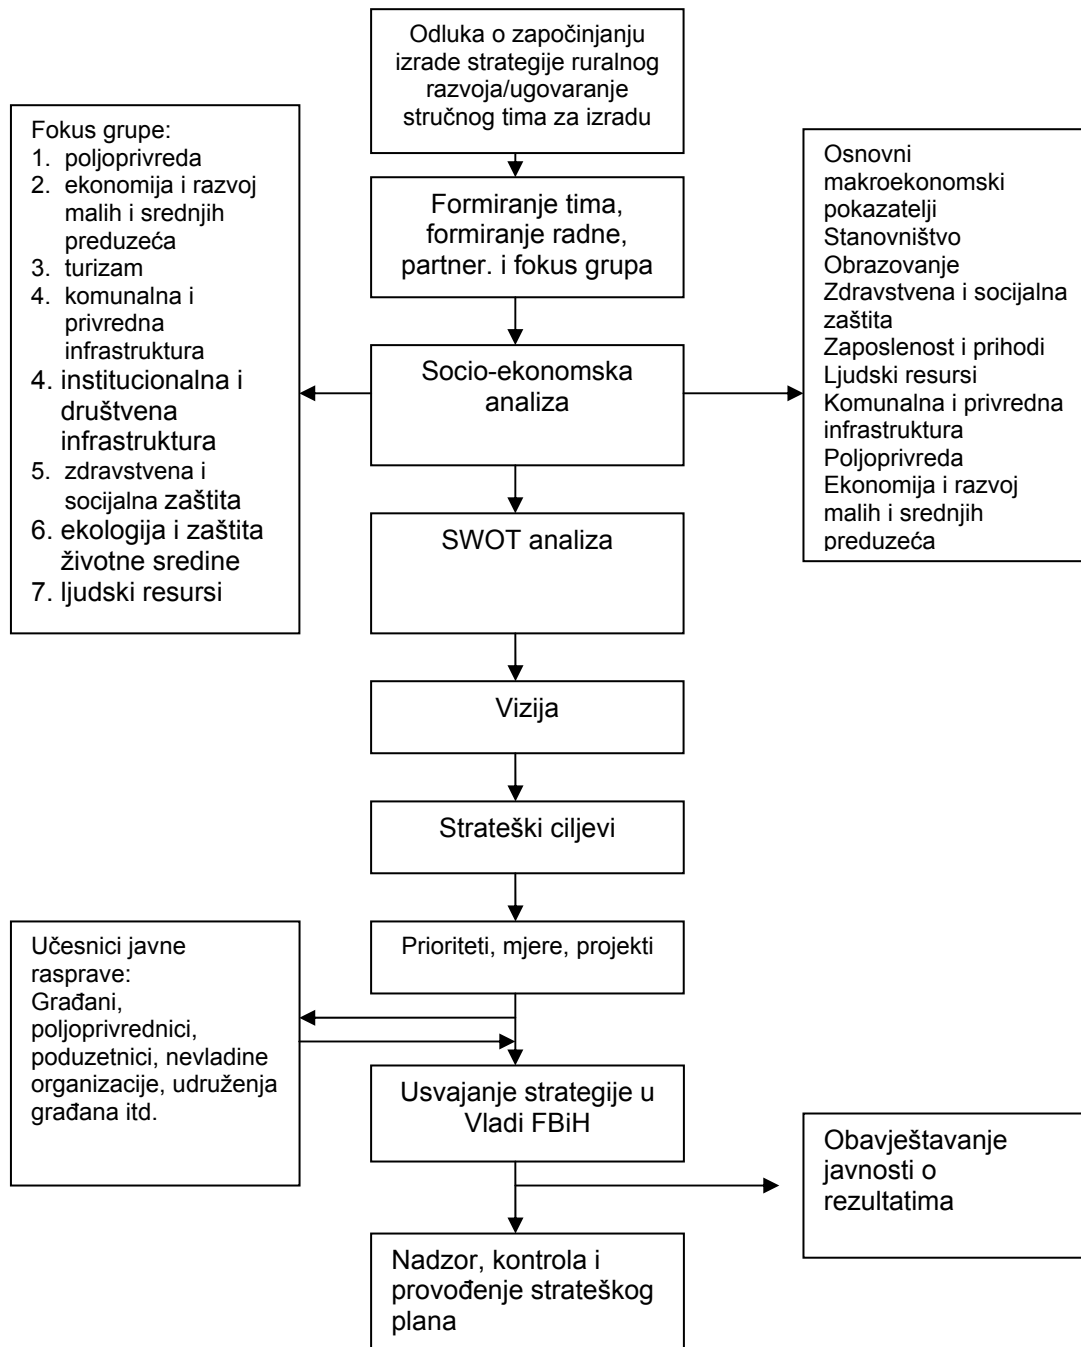 Odluka o započinjanju
izrade strategije ruralnog
razvoja/ugovaranje
stručnog tima za izradu
Fokus grupe:
1. poljoprivreda
2. ekonomija i razvoj
malih i srednjih
preduzeća
3. turizam
4. komunalna i
privredna
infrastruktura
4. institucionalna i
društvena
infrastruktura
5. zdravstvena i
socijalna zaštita
6. ekologija i zaštita
životne sredine
7. ljudski resursi
Formiranje tima,
formiranje radne,
partner. i fokus grupa
Osnovni
makroekonomski
pokazatelji
Stanovništvo
Obrazovanje
Zdravstvena i socijalna
zaštita
Zaposlenost i prihodi
Ljudski resursi
Komunalna i privredna
infrastruktura
Poljoprivreda
Ekonomija i razvoj
malih i srednjih
preduzeća
Socio-ekonomska
analiza
SWOT analiza
Vizija
Strateški ciljevi
Prioriteti, mjere, projekti
Učesnici javne
rasprave:
Građani,
poljoprivrednici,
poduzetnici, nevladine
organizacije, udruženja
građana itd.
Usvajanje strategije u
Vladi FBiH
Obavještavanje
javnosti o
rezultatima
Nadzor, kontrola i
provođenje strateškog
plana